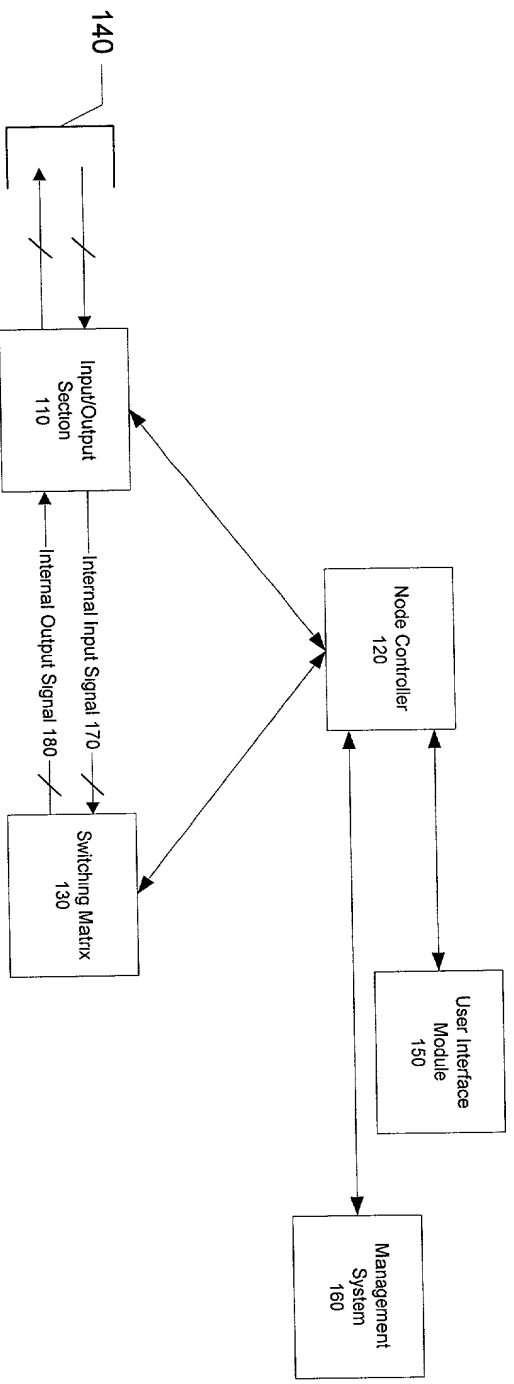 140
Input/Output
Section
110
Internal Input Signal 170
Internal Output Signal 180
Node Controller
120
Switching Matrix
130
User Interface
Module
150
Management
System
160